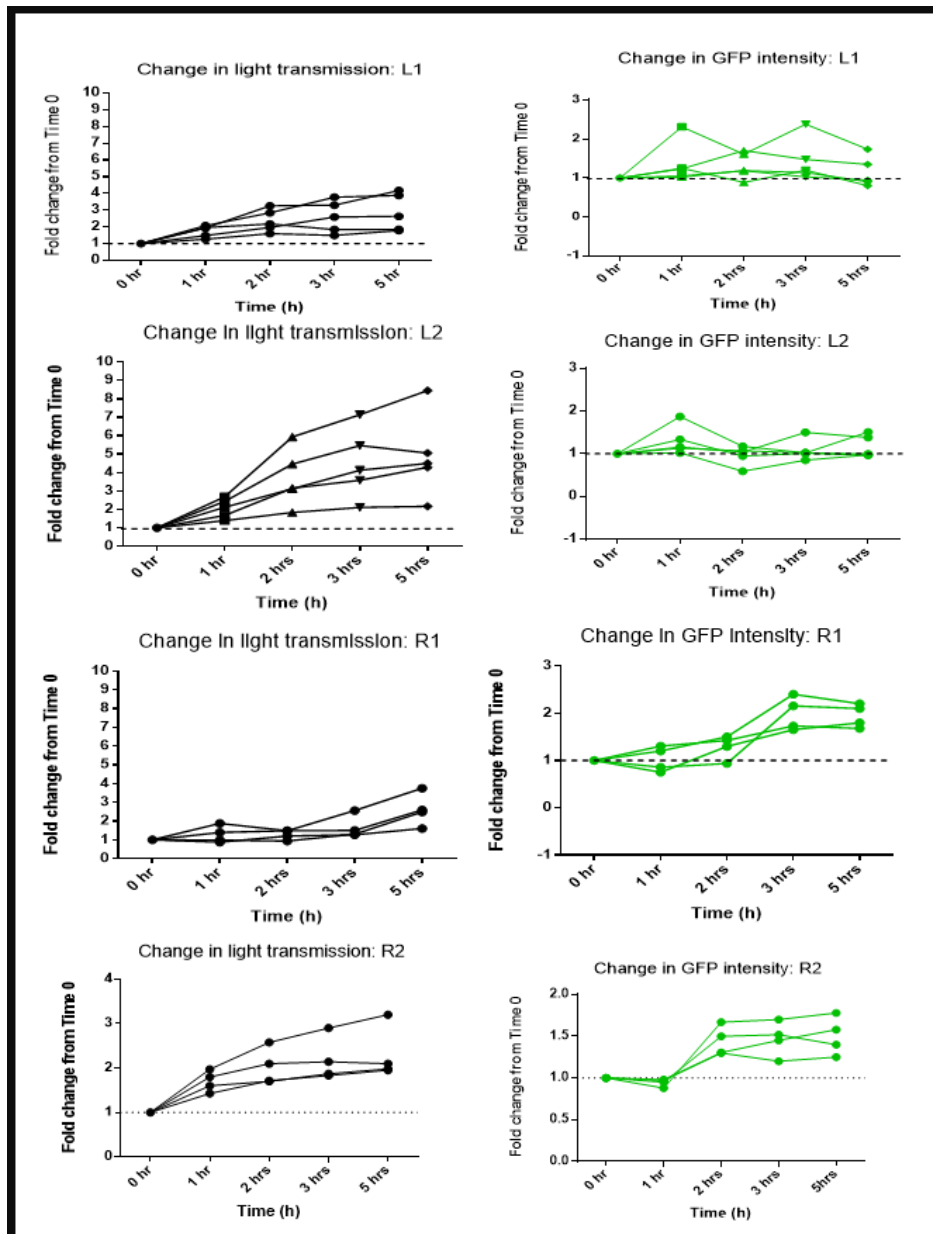 Change in light transmission: L1
Fold change from Time 0
10
9
8
7
6
5
4
3
2
1
0
0 hr
1 hr
2 hr
3 hr
5 hr
Time (h)
Change in GFP intensity: L1
Fold change from Time 0
3
2
1
0
-1
0 hr
1 hr
2 hrs
3 hrs
5 hrs
Time (h)
Change in light transmission: L2
Fold change from Time 0
10
9
8
7
6
5
4
3
2
1
0
0 hr
1 hr
2 hrs
3 hrs
5 hrs
Time (h)
Change in GFP intensity: L2
Fold change from Time 0
3
2
1
0
-1
0 hr
1 hr
2 hrs
3 hrs
5 hrs
Time (h)
Change in light transmission: R1
Fold change from Time 0
10
9
8
7
6
5
4
3
2
1
0
0 hr
1 hr
2 hrs
3 hrs
5 hrs
Time (h)
Change in GFP intensity: R1
Fold change from Time 0
3
2
1
0
-1
0 hr
1 hr
2 hrs
3 hrs
5 hrs
Time (h)
Change in light transmission: R2
Fold change from Time 0
4
3
2
1
0
0 hr
1 hr
2 hrs
3 hrs
5 hrs
Time (h)
Change in GFP intensity: R2
Fold change from Time 0
2.0
1.5
1.0
0.5
0.0
0 hr
1 hr
2 hrs
3 hrs
5hrs
Time (h)